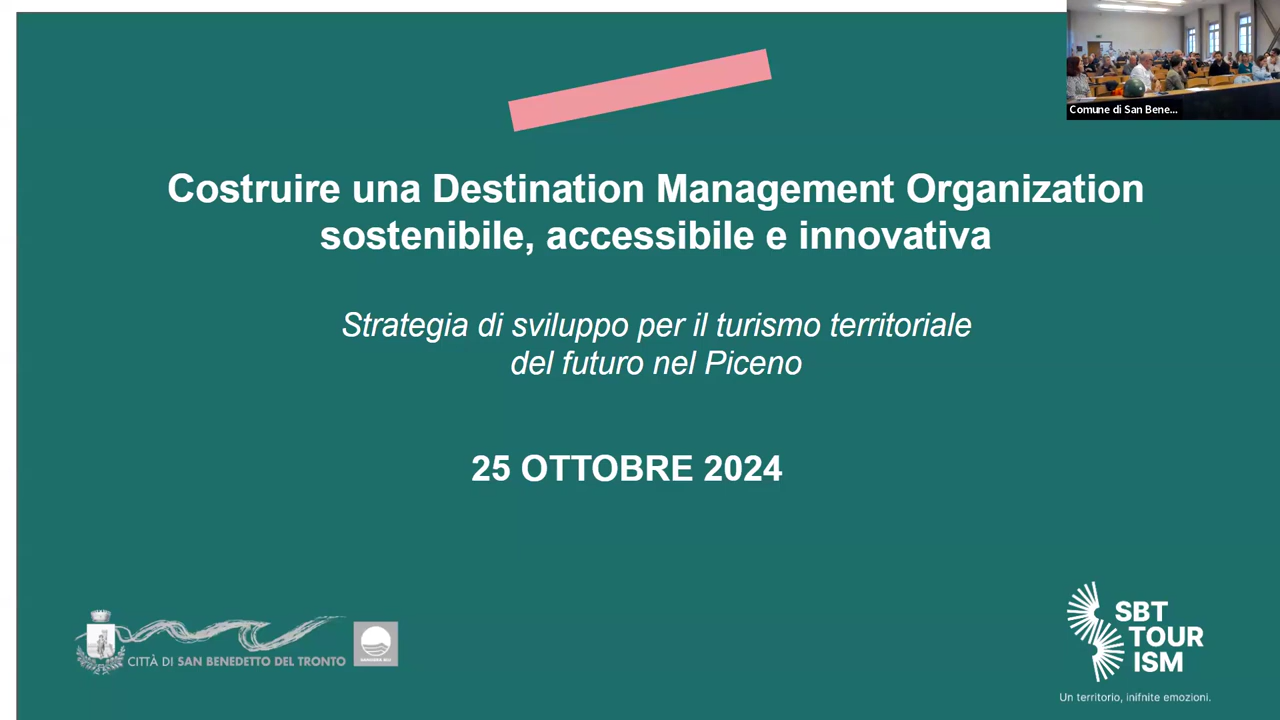 Comune di San Bene...
Costruire una Destination Management Organization
sostenibile, accessibile e innovativa
Strategia di sviluppo per il turismo territoriale
del futuro nel Piceno
25 OTTOBRE 2024
CITTÀ DI SAN BENEDETTO DEL TRONTO
BANDIERA BLU
SBT
TOUR
ISM
Un territorio, inifnite emozioni.